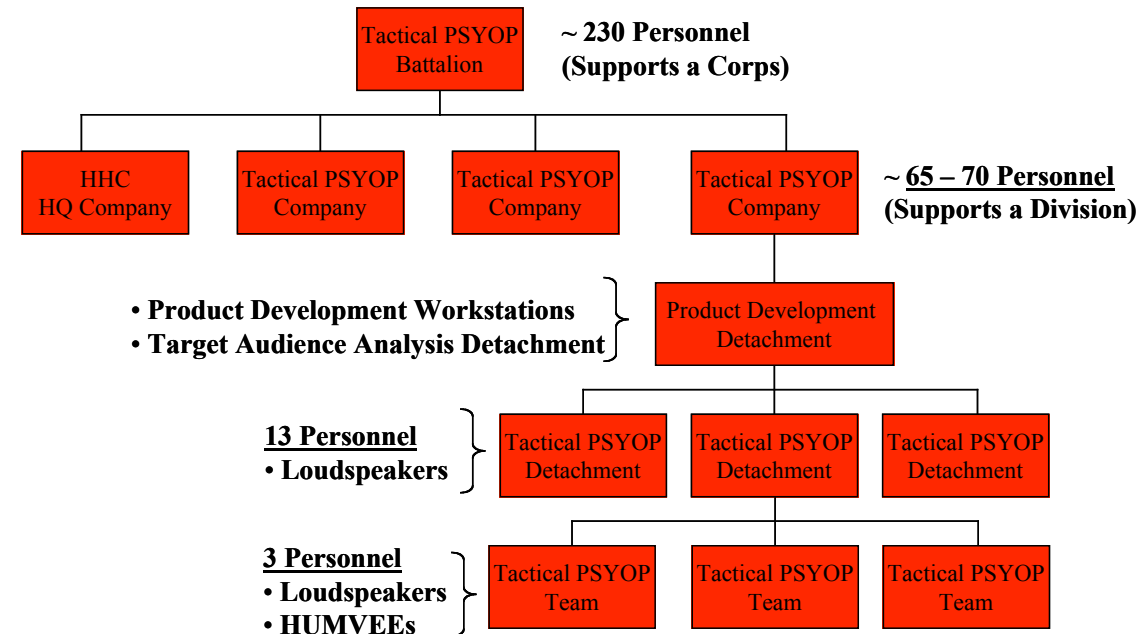 Tactical PSYOP
Battalion
~ 230 Personnel
(Supports a Corps)
HHC
HQ Company
Tactical PSYOP
Company
Tactical PSYOP
Company
Tactical PSYOP
Company
~ 65 – 70 Personnel
(Supports a Division)
• Product Development Workstations
• Target Audience Analysis Detachment
Product Development
Detachment
13 Personnel
• Loudspeakers
Tactical PSYOP
Detachment
Tactical PSYOP
Detachment
Tactical PSYOP
Detachment
3 Personnel
• Loudspeakers
• HUMVEEs
Tactical PSYOP
Team
Tactical PSYOP
Team
Tactical PSYOP
Team